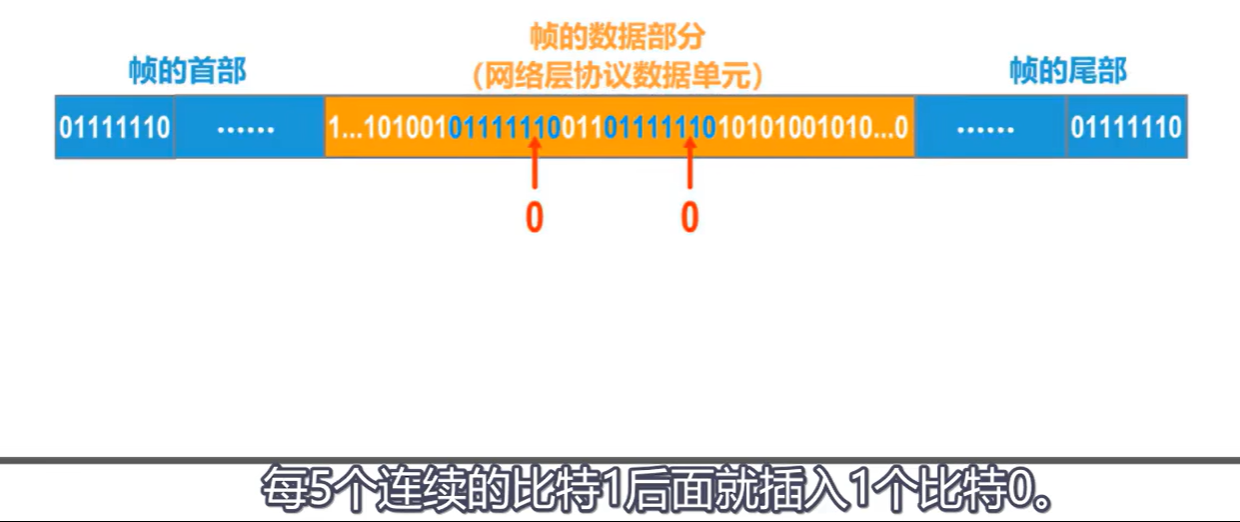 帧的数据部分
帧的首部
（网络层协议数据单元）
帧的尾部
01111110 ...... 1...101001011111100110111111010101001010...0 ...... 01111110
0 0
每5个连续的比特1后面就插入1个比特0。